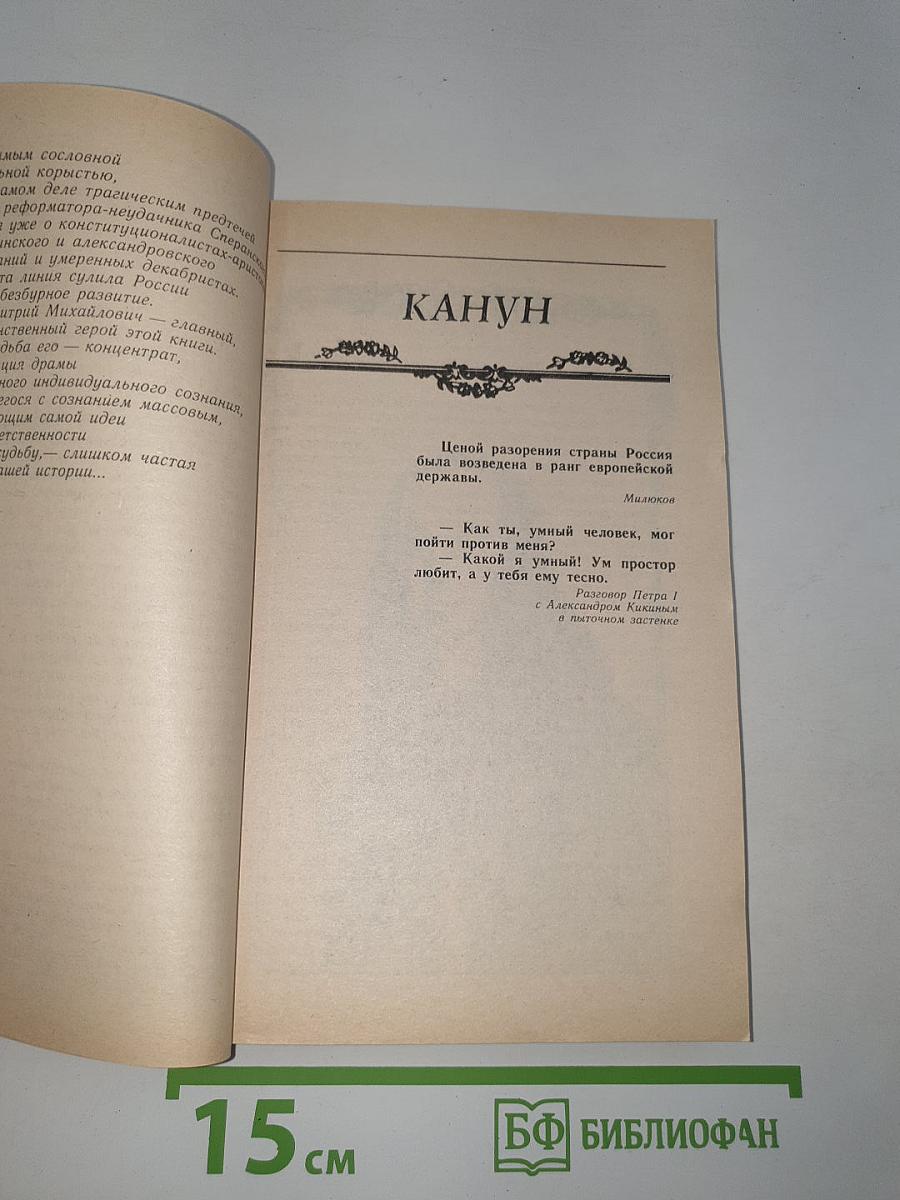 сословной
корыстью,
деле трагическим предтечей
реформатора-неудачника
уже о
и александровского
и умеренных декабристах.
линия сулила России
безбурное развитие.
Михайлович — главный,
герой этой книги.
его — концентрат,
драмы
индивидуального сознания,
с сознанием массовым,
самой идеи
судьбу,— слишком частая
истории...
КАНУН
Ценой разорения страны Россия
была возведена в ранг европейской
державы.
Милюков
— Как ты, умный человек, мог
пойти против меня?
— Какой я умный! Ум простор
любит, а у тебя ему тесно.
Разговор Петра I
с Александром Кикиным
в пыточном застенке
15 см
БФ БИБЛИОФАН